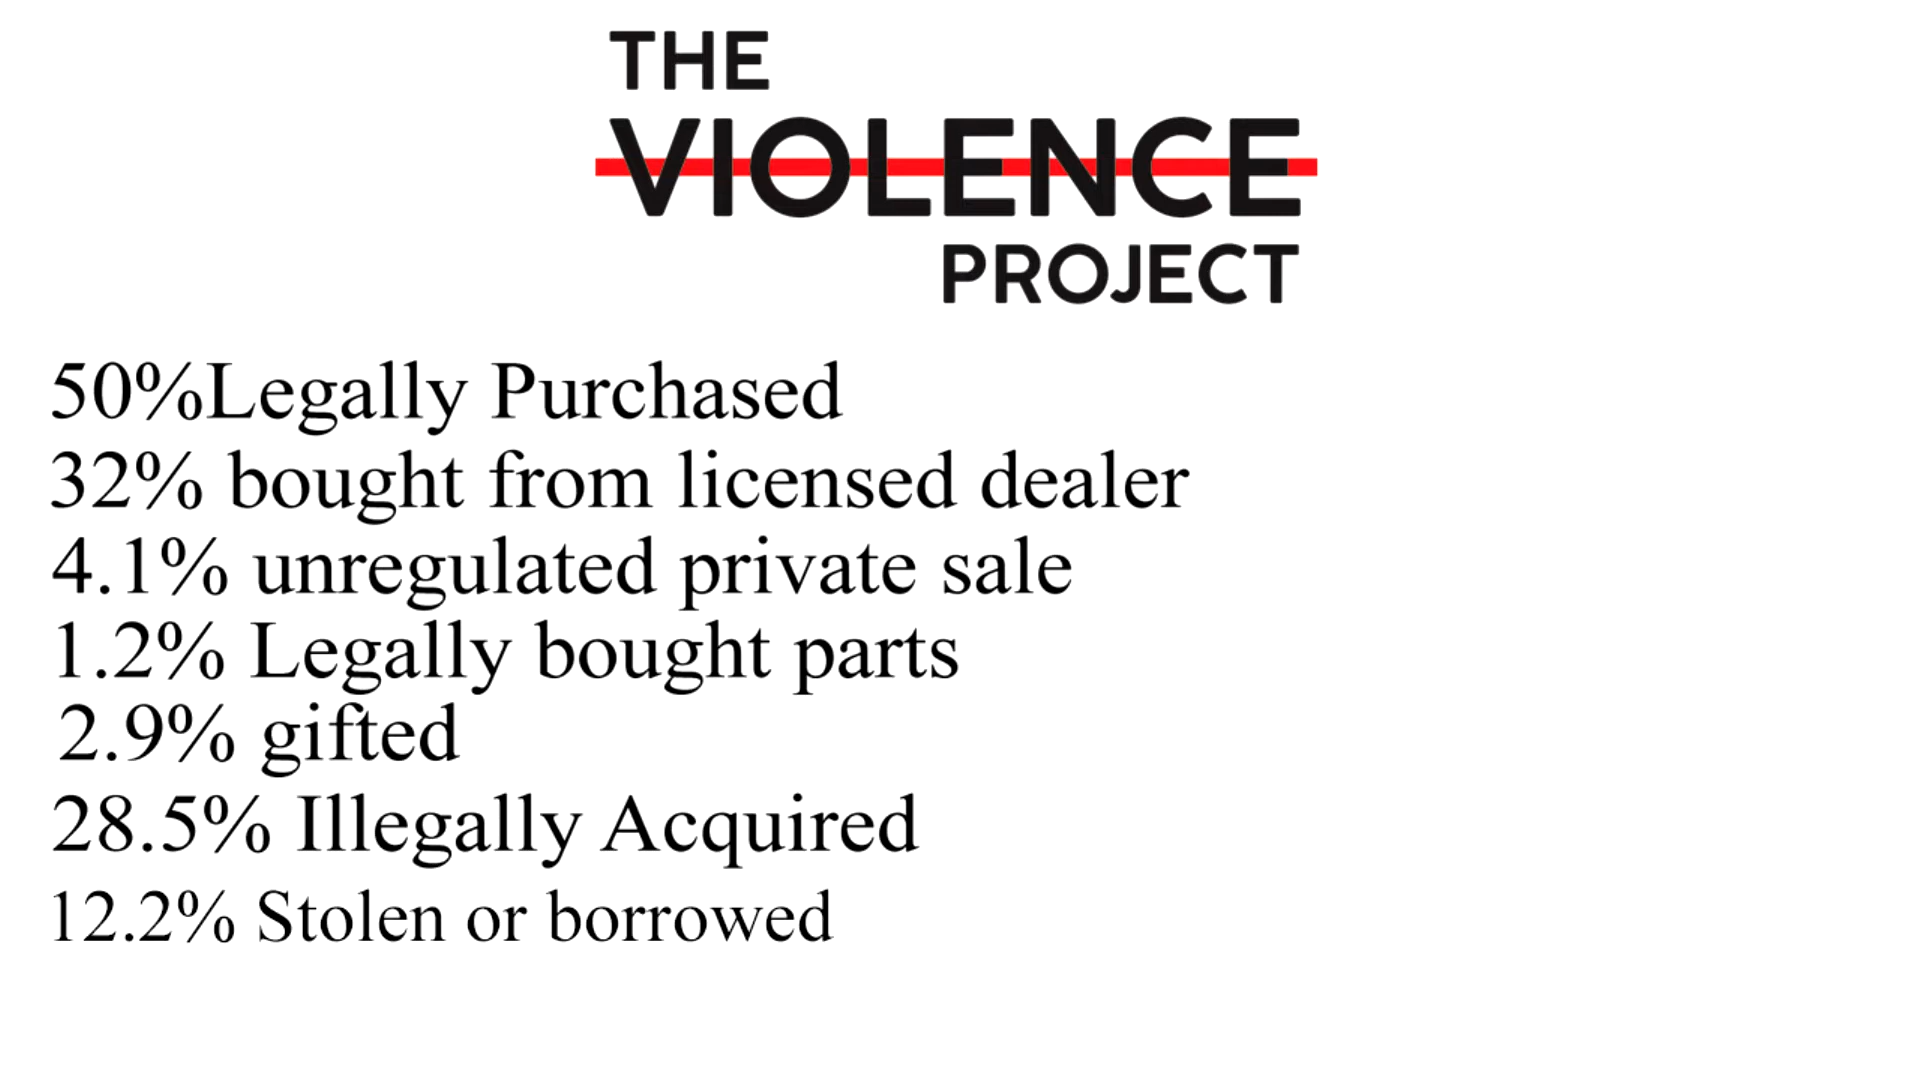 THE
VIOLENCE
PROJECT
50%Legally Purchased
32% bought from licensed dealer
4.1% unregulated private sale
1.2% Legally bought parts
2.9% gifted
28.5% Illegally Acquired
12.2% Stolen or borrowed